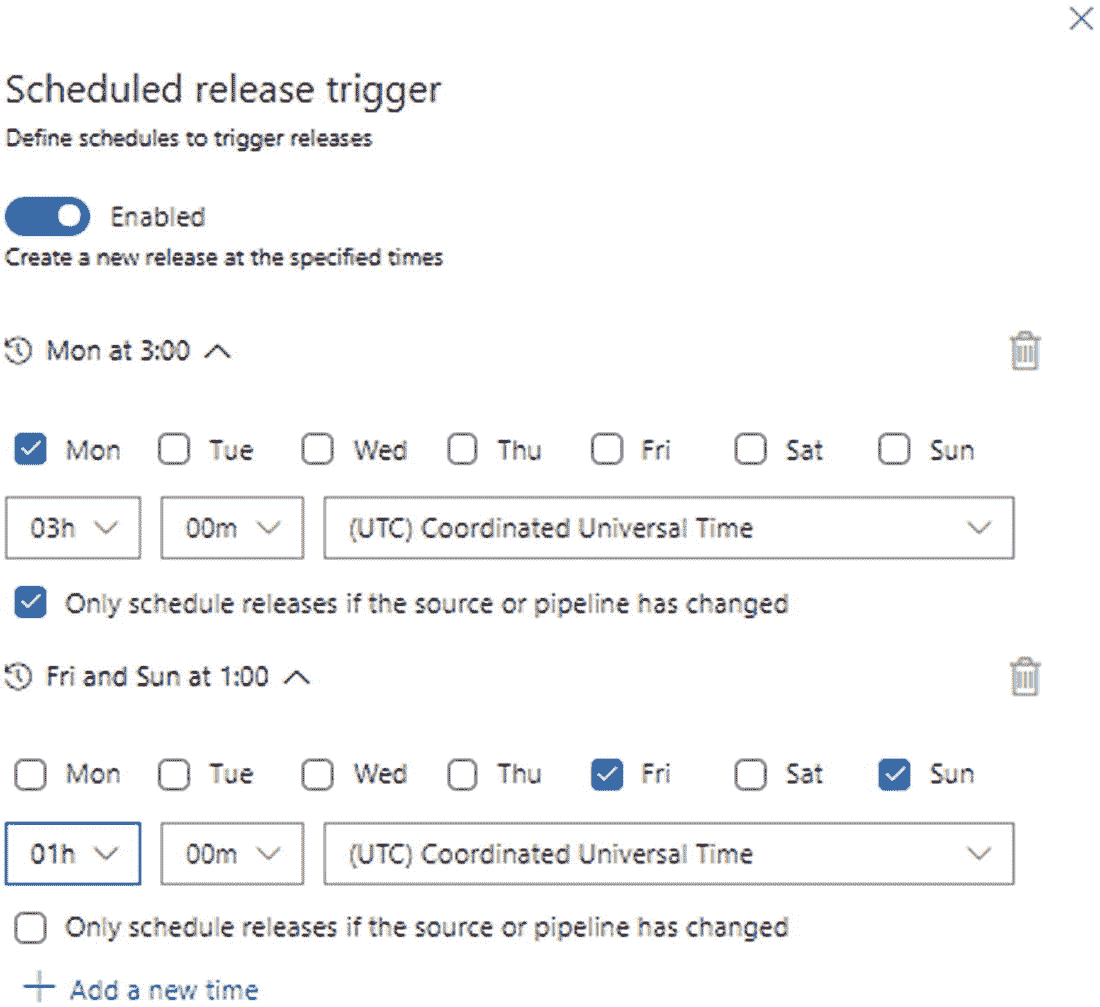 Scheduled release trigger
Define schedules to trigger releases
Enabled
Create a new release at the specified times
Mon at 3:00
Mon Tue Wed Thu Fri Sat Sun
03h 00m (UTC) Coordinated Universal Time
Only schedule releases if the source or pipeline has changed
Fri and Sun at 1:00
Mon Tue Wed Thu Fri Sat Sun
01h 00m (UTC) Coordinated Universal Time
Only schedule releases if the source or pipeline has changed
Add a new time